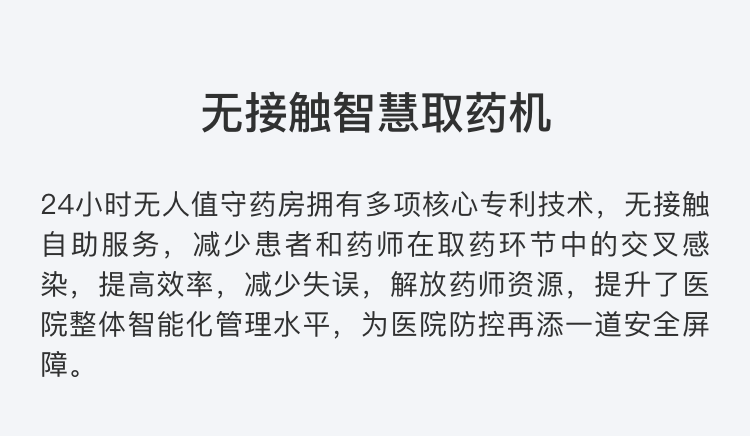 无接触智慧取药机
24小时无人值守药房拥有多项核心专利技术，无接触
自助服务，减少患者和药师在取药环节中的交叉感
染，提高效率，减少失误，解放药师资源，提升了医
院整体智能化管理水平，为医院防控再添一道安全屏
障。